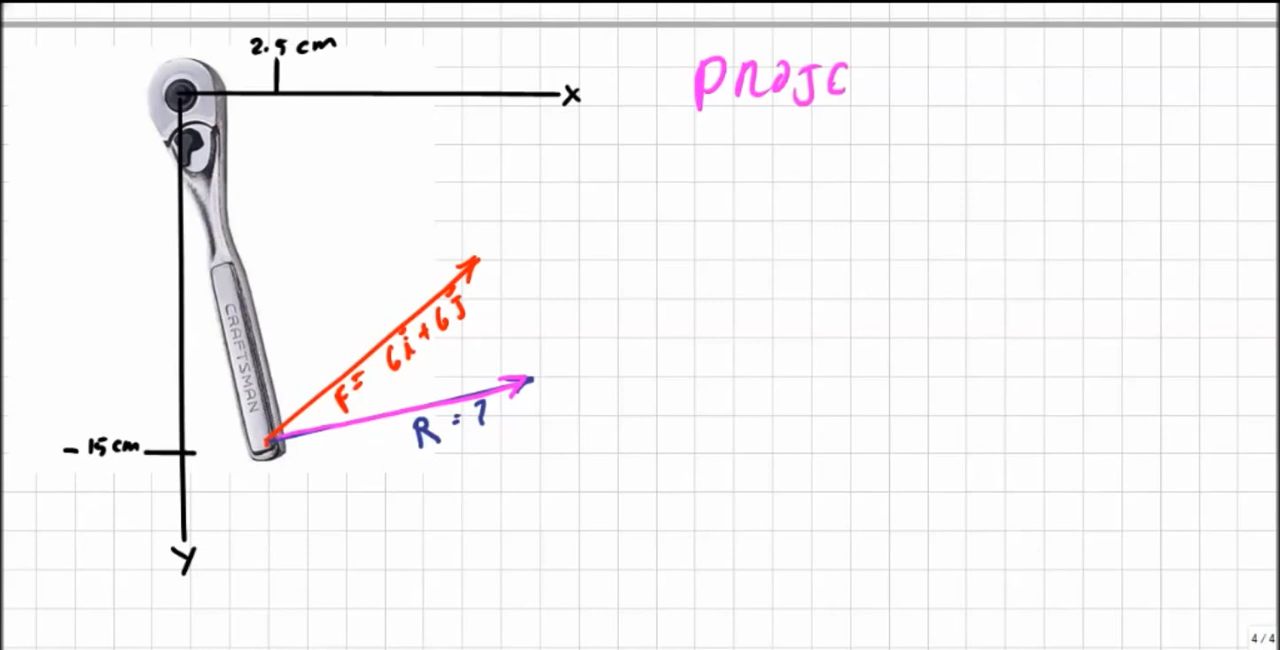 2.5 cm
x
PROJE
CRAFTSMAN
F = 6i + 6j
R = ?
- 15 cm
y
4 / 4